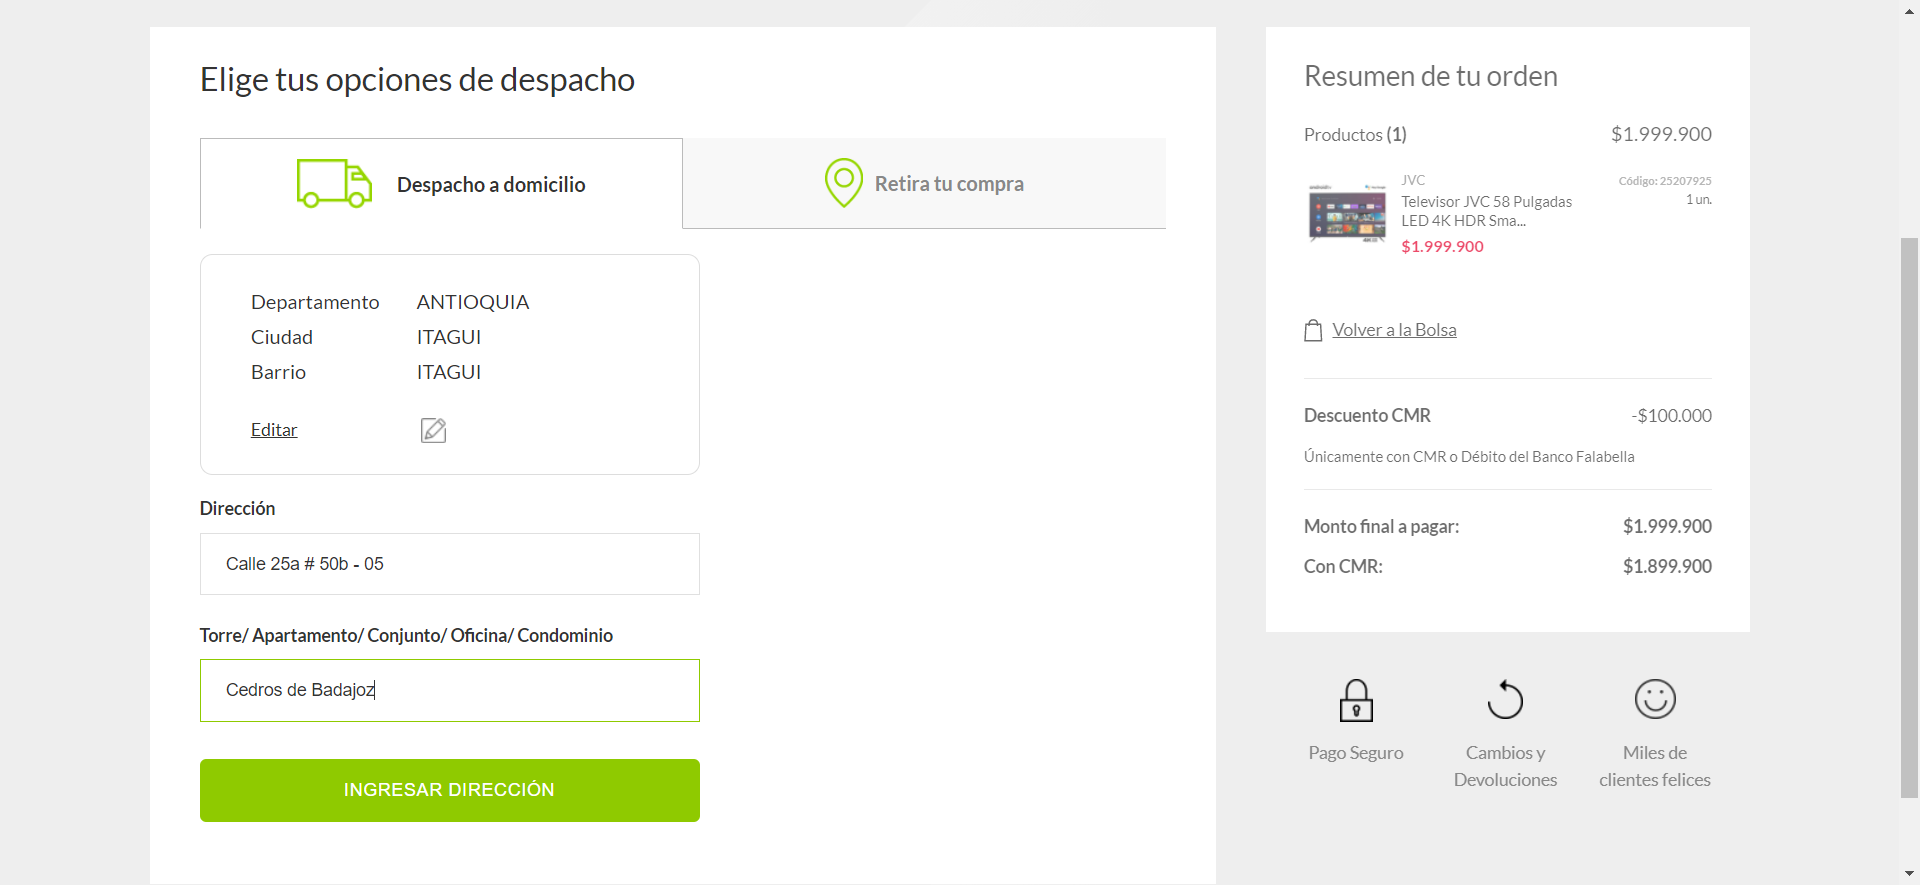 Elige tus opciones de despacho
Despacho a domicilio
Retira tu compra
Departamento ANTIOQUIA
Ciudad ITAGUI
Barrio ITAGUI
Editar
Dirección
Calle 25a # 50b - 05
Torre/ Apartamento/ Conjunto/ Oficina/ Condominio
Cedros de Badajoz
INGRESAR DIRECCIÓN
Resumen de tu orden
Productos (1) $1.999.900
JVC Código: 25207925
Televisor JVC 58 Pulgadas 1 un.
LED 4K HDR Sma...
$1.999.900
Volver a la Bolsa
Descuento CMR -$100.000
Únicamente con CMR o Débito del Banco Falabella
Monto final a pagar: $1.999.900
Con CMR: $1.899.900
Pago Seguro
Cambios y
Devoluciones
Miles de
clientes felices